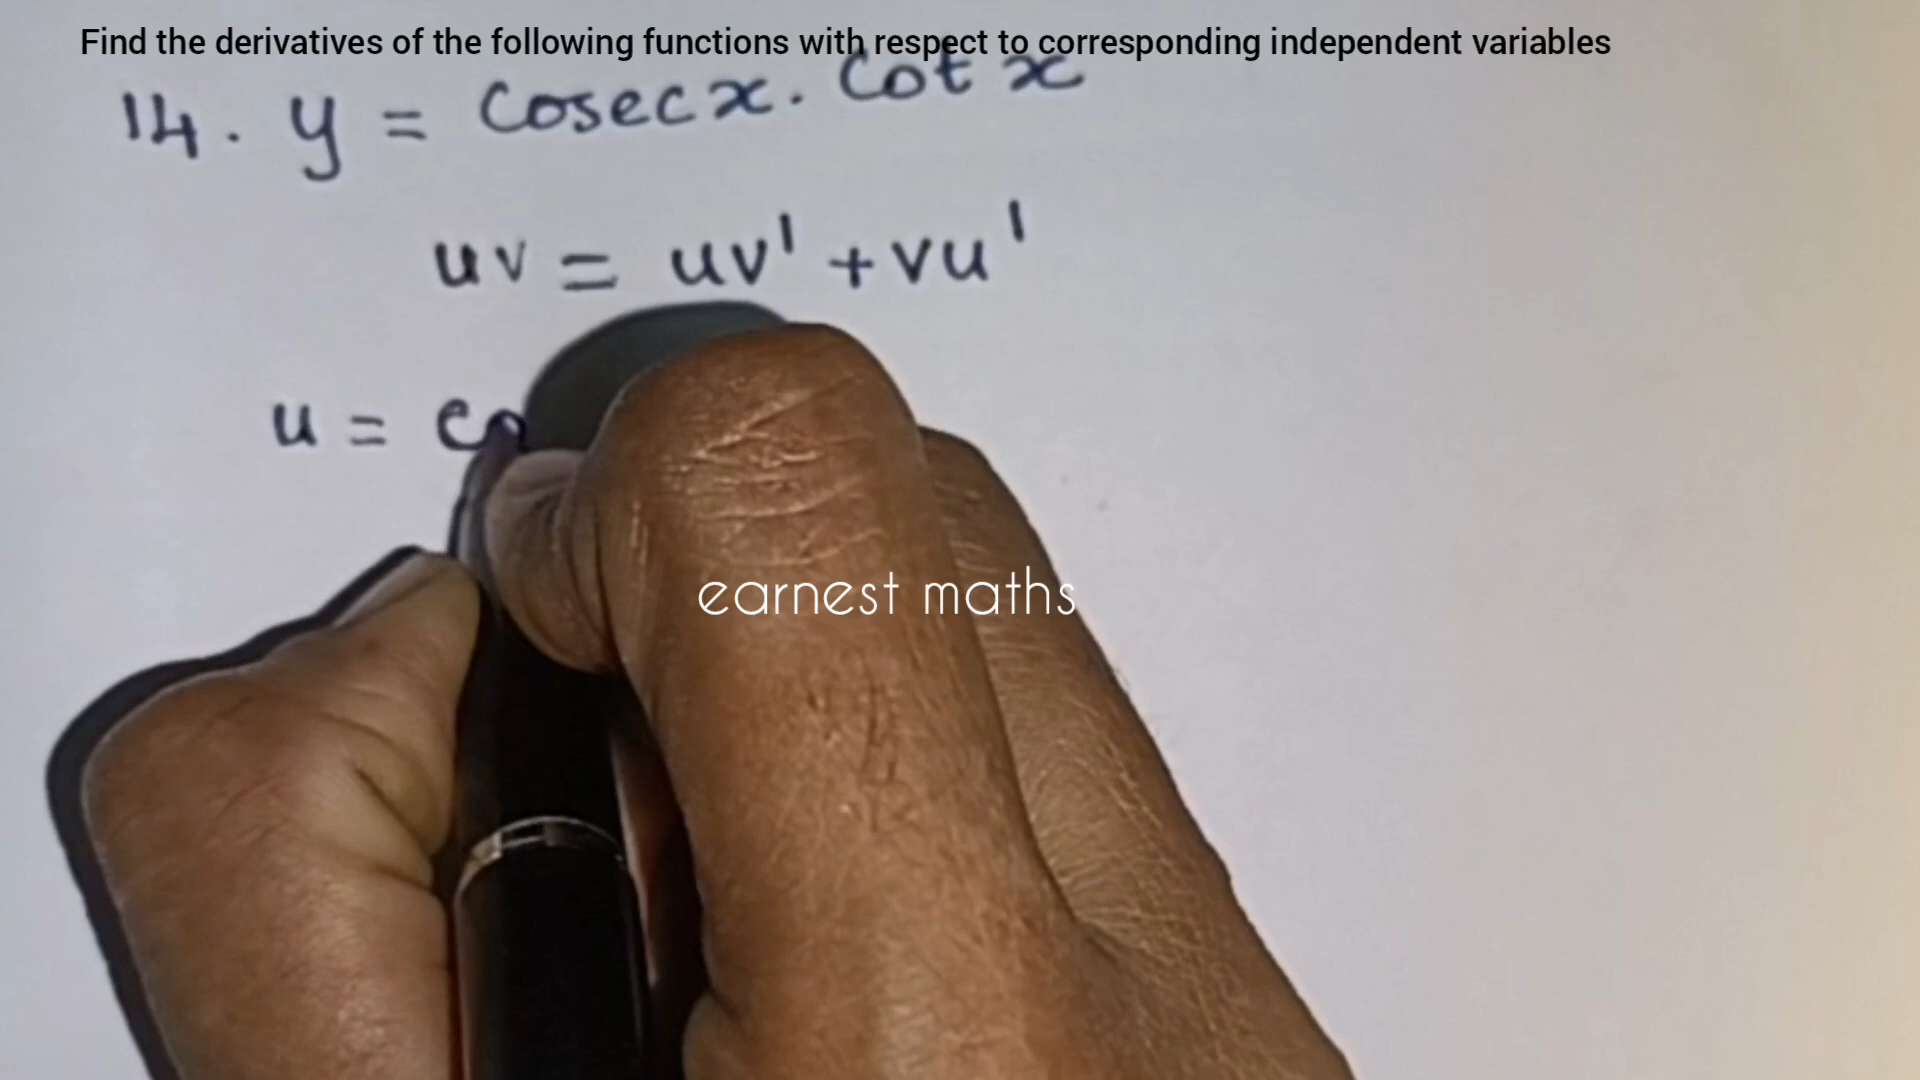 Find the derivatives of the following functions with respect to corresponding independent variables
14. y = Cosecx. Cot x
uv = uv' + vu'
u = co
earnest maths